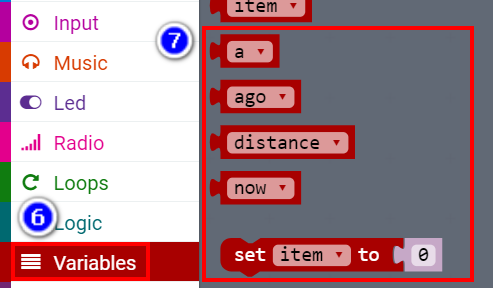 Input
Music
Led
Radio
Loops
6
Logic
Variables
7
item
a
ago
distance
now
set item to 0